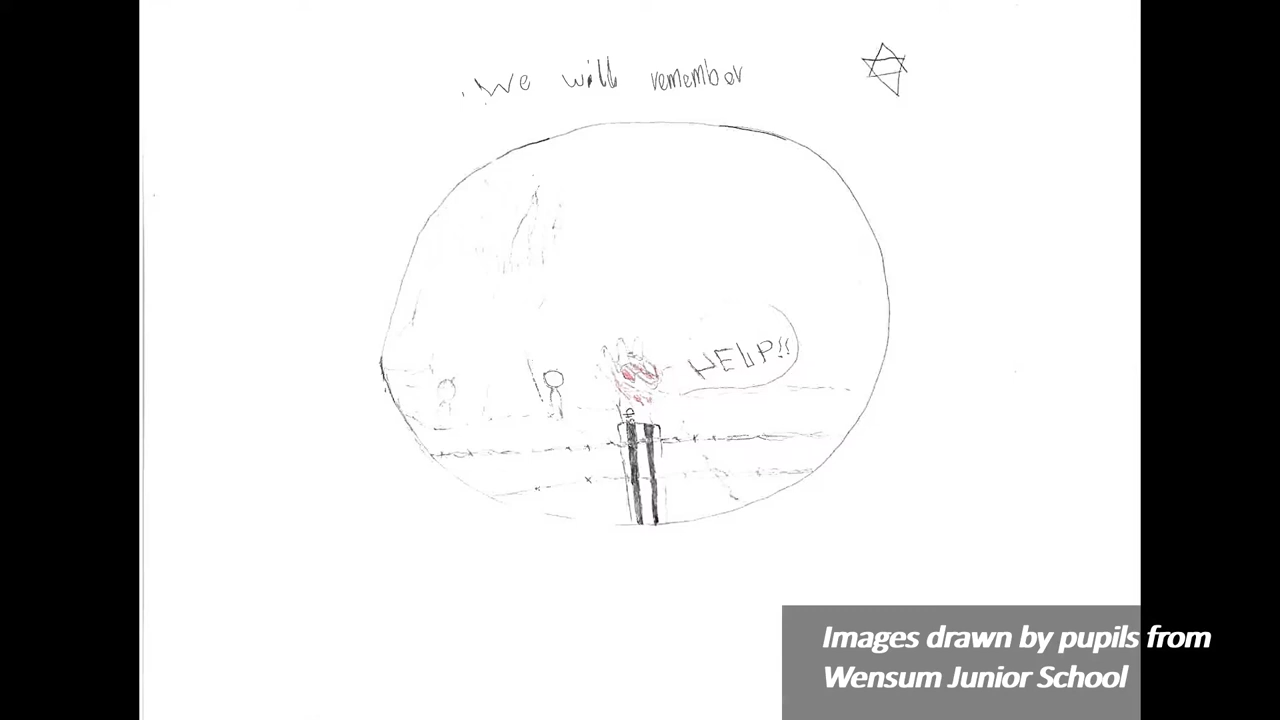 We will remember
HELP!!
Images drawn by pupils from
Wensum Junior School